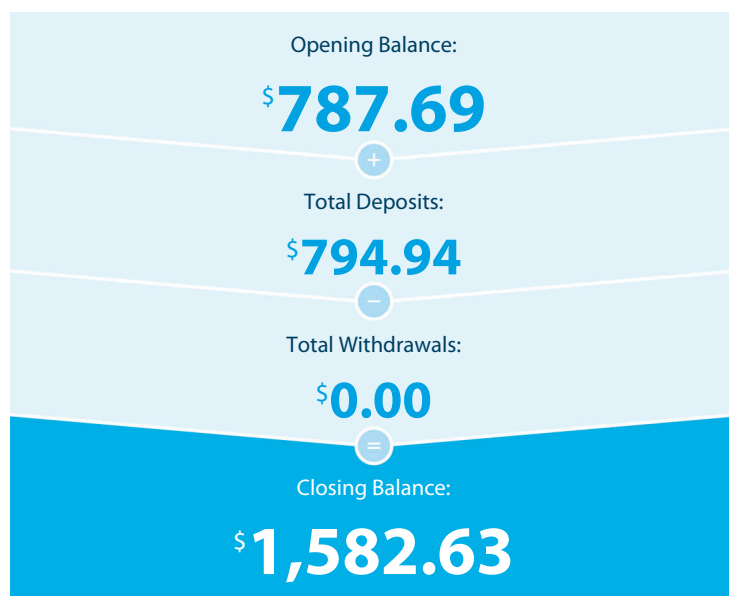 Opening Balance:
$787.69
+
Total Deposits:
$794.94
−
Total Withdrawals:
$0.00
=
Closing Balance:
$1,582.63